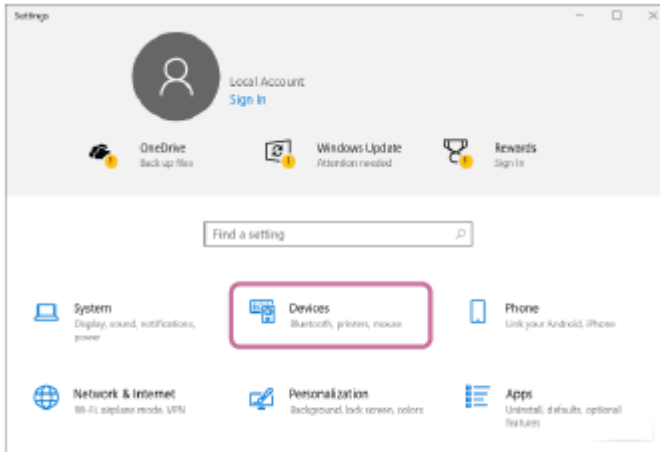 Settings
Local Account
Sign In
OneDrive
Back up files
Windows Update
Attention needed
Rewards
Sign In
Find a setting
System
Display, sound, notifications,
power
Devices
Bluetooth, printers, mouse
Phone
Link your Android, iPhone
Network & Internet
Wi-Fi, airplane mode, VPN
Personalization
Background, lock screen, colors
Apps
Uninstall, defaults, optional
features